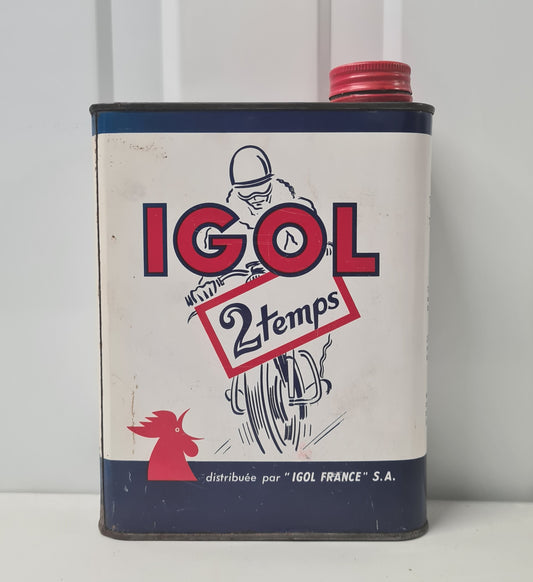 IGOL
2temps
distribuée par "IGOL FRANCE" S.A.